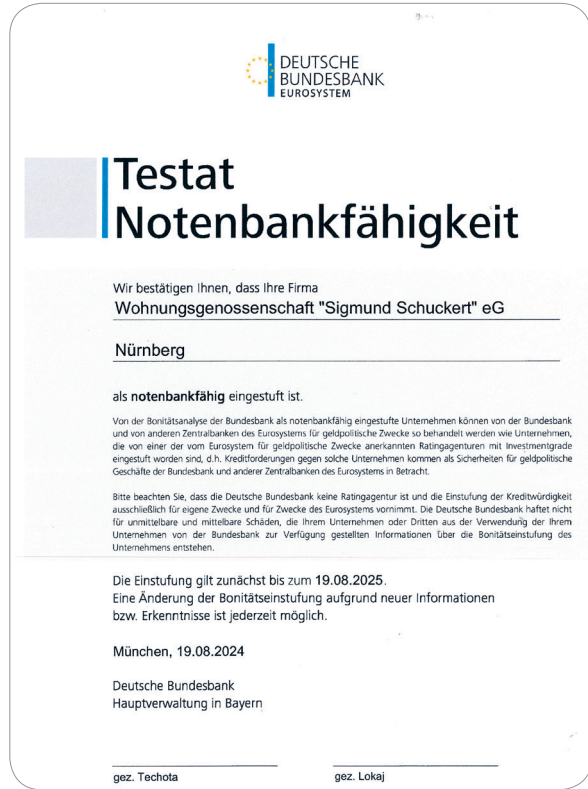 DEUTSCHE
BUNDESBANK
EUROSYSTEM
Testat
Notenbankfähigkeit
Wir bestätigen Ihnen, dass Ihre Firma
Wohnungsgenossenschaft "Sigmund Schuckert" eG
Nürnberg
als notenbankfähig eingestuft ist.
Von der Bonitätsanalyse der Bundesbank als notenbankfähig eingestufte Unternehmen können von der Bundesbank
und von anderen Zentralbanken des Eurosystems für geldpolitische Zwecke so behandelt werden wie Unternehmen,
die von einer der vom Eurosystem für geldpolitische Zwecke anerkannten Ratingagenturen mit Investmentgrade
eingestuft worden sind, d.h. Kreditforderungen gegen solche Unternehmen kommen als Sicherheiten für geldpolitische
Geschäfte der Bundesbank und anderer Zentralbanken des Eurosystems in Betracht.
Bitte beachten Sie, dass die Deutsche Bundesbank keine Ratingagentur ist und die Einstufung der Kreditwürdigkeit
ausschließlich für eigene Zwecke und für Zwecke des Eurosystems vornimmt. Die Deutsche Bundesbank haftet nicht
für unmittelbare und mittelbare Schäden, die Ihrem Unternehmen oder Dritten aus der Verwendung der Ihrem
Unternehmen von der Bundesbank zur Verfügung gestellten Informationen über die Bonitätseinstufung des
Unternehmens entstehen.
Die Einstufung gilt zunächst bis zum 19.08.2025.
Eine Änderung der Bonitätseinstufung aufgrund neuer Informationen
bzw. Erkenntnisse ist jederzeit möglich.
München, 19.08.2024
Deutsche Bundesbank
Hauptverwaltung in Bayern
gez. Techota
gez. Lokaj